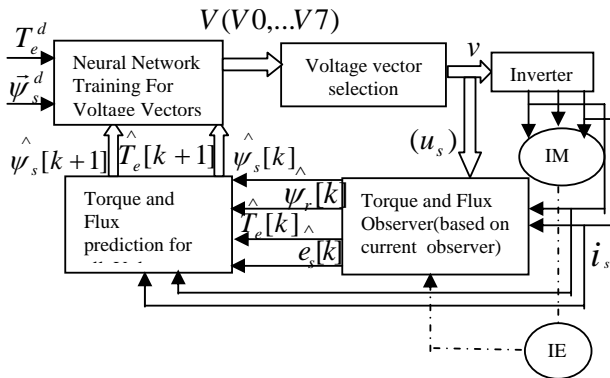 V(V0,...V7)
T_e^d
ψ⃗_s^d
Neural Network
Training For
Voltage Vectors
Voltage vector
selection
v
Inverter
(u_s)
IM
ψ̂_s[k+1]
T̂_e[k+1]
ψ̂_s[k]
ψ̂_r[k]
T̂_e[k]
ê_s[k]
Torque and
Flux
prediction for
Torque and Flux
Observer(based on
current observer)
i_s
IE